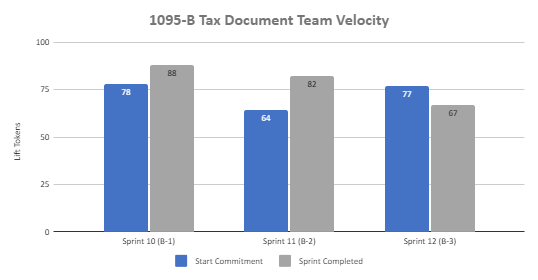 1095-B Tax Document Team Velocity
100
75
50
25
0
Lift Tokens
78
88
64
82
77
67
Sprint 10 (B-1)
Sprint 11 (B-2)
Sprint 12 (B-3)
Start Commitment
Sprint Completed